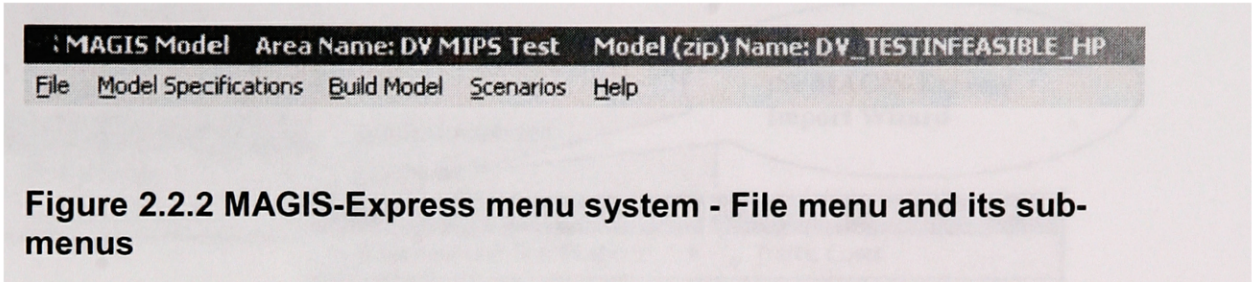 MAGIS Model Area Name: DV MIPS Test Model (zip) Name: DV_TESTINFEASIBLE_HP
File Model Specifications Build Model Scenarios Help
Figure 2.2.2 MAGIS-Express menu system - File menu and its sub-
menus